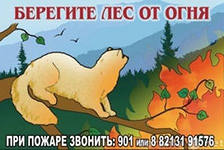 БЕРЕГИТЕ ЛЕС ОТ ОГНЯ
ПРИ ПОЖАРЕ ЗВОНИТЬ: 901 или 8 82131 91576